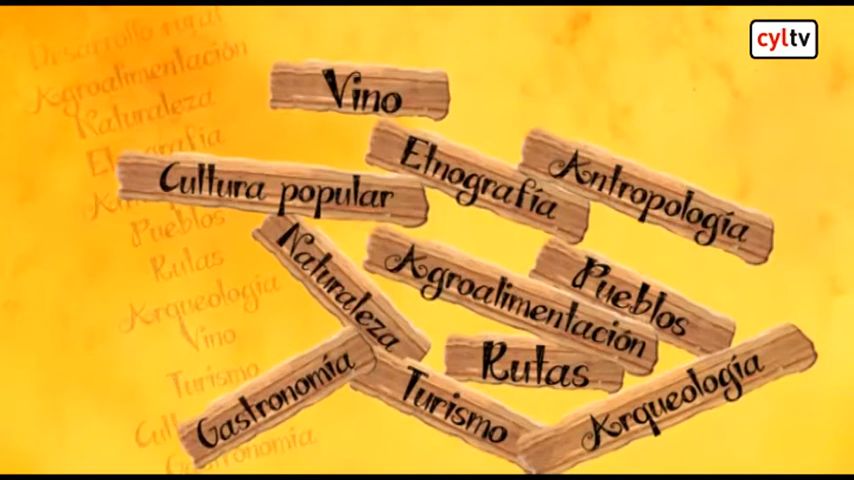 cyltv
Desarrollo rural
Agroalimentación
Naturaleza
Pueblos
Rutas
Arqueología
Vino
Turismo
Gastronomía
Vino
Etnografía
Antropología
Cultura popular
Naturaleza
Agroalimentación
Pueblos
Rutas
Gastronomía
Turismo
Arqueología